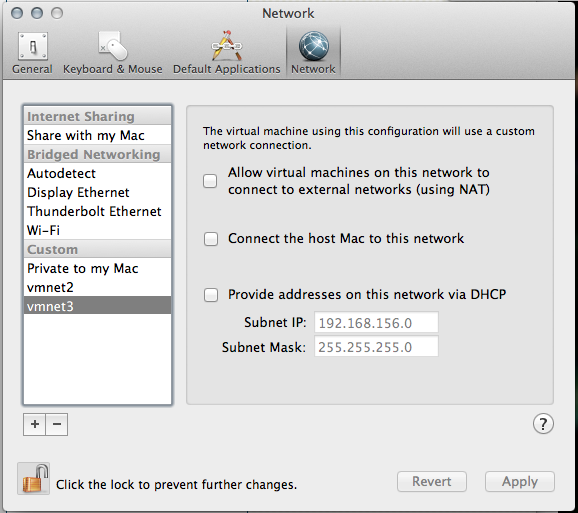 Network
General Keyboard & Mouse Default Applications Network
Internet Sharing
Share with my Mac
Bridged Networking
Autodetect
Display Ethernet
Thunderbolt Ethernet
Wi-Fi
Custom
Private to my Mac
vmnet2
vmnet3
The virtual machine using this configuration will use a custom
network connection.
Allow virtual machines on this network to
connect to external networks (using NAT)
Connect the host Mac to this network
Provide addresses on this network via DHCP
Subnet IP: 192.168.156.0
Subnet Mask: 255.255.255.0
+ −
?
Click the lock to prevent further changes.
Revert Apply